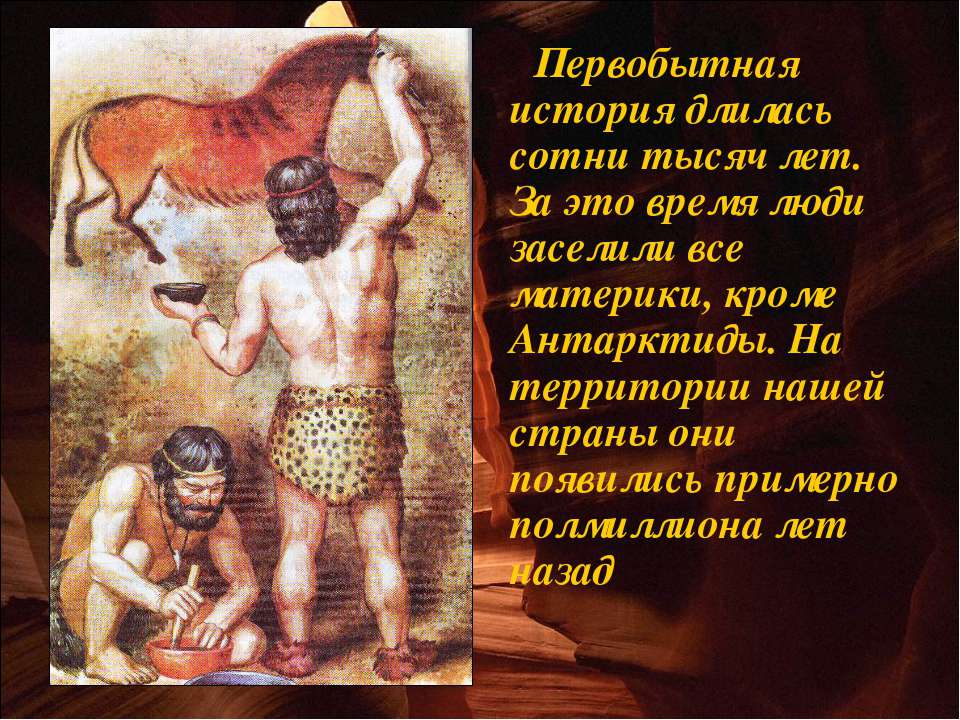 Первобытная
история длилась
сотни тысяч лет.
За это время люди
заселили все
материки, кроме
Антарктиды. На
территории нашей
страны они
появились примерно
полмиллиона лет
назад